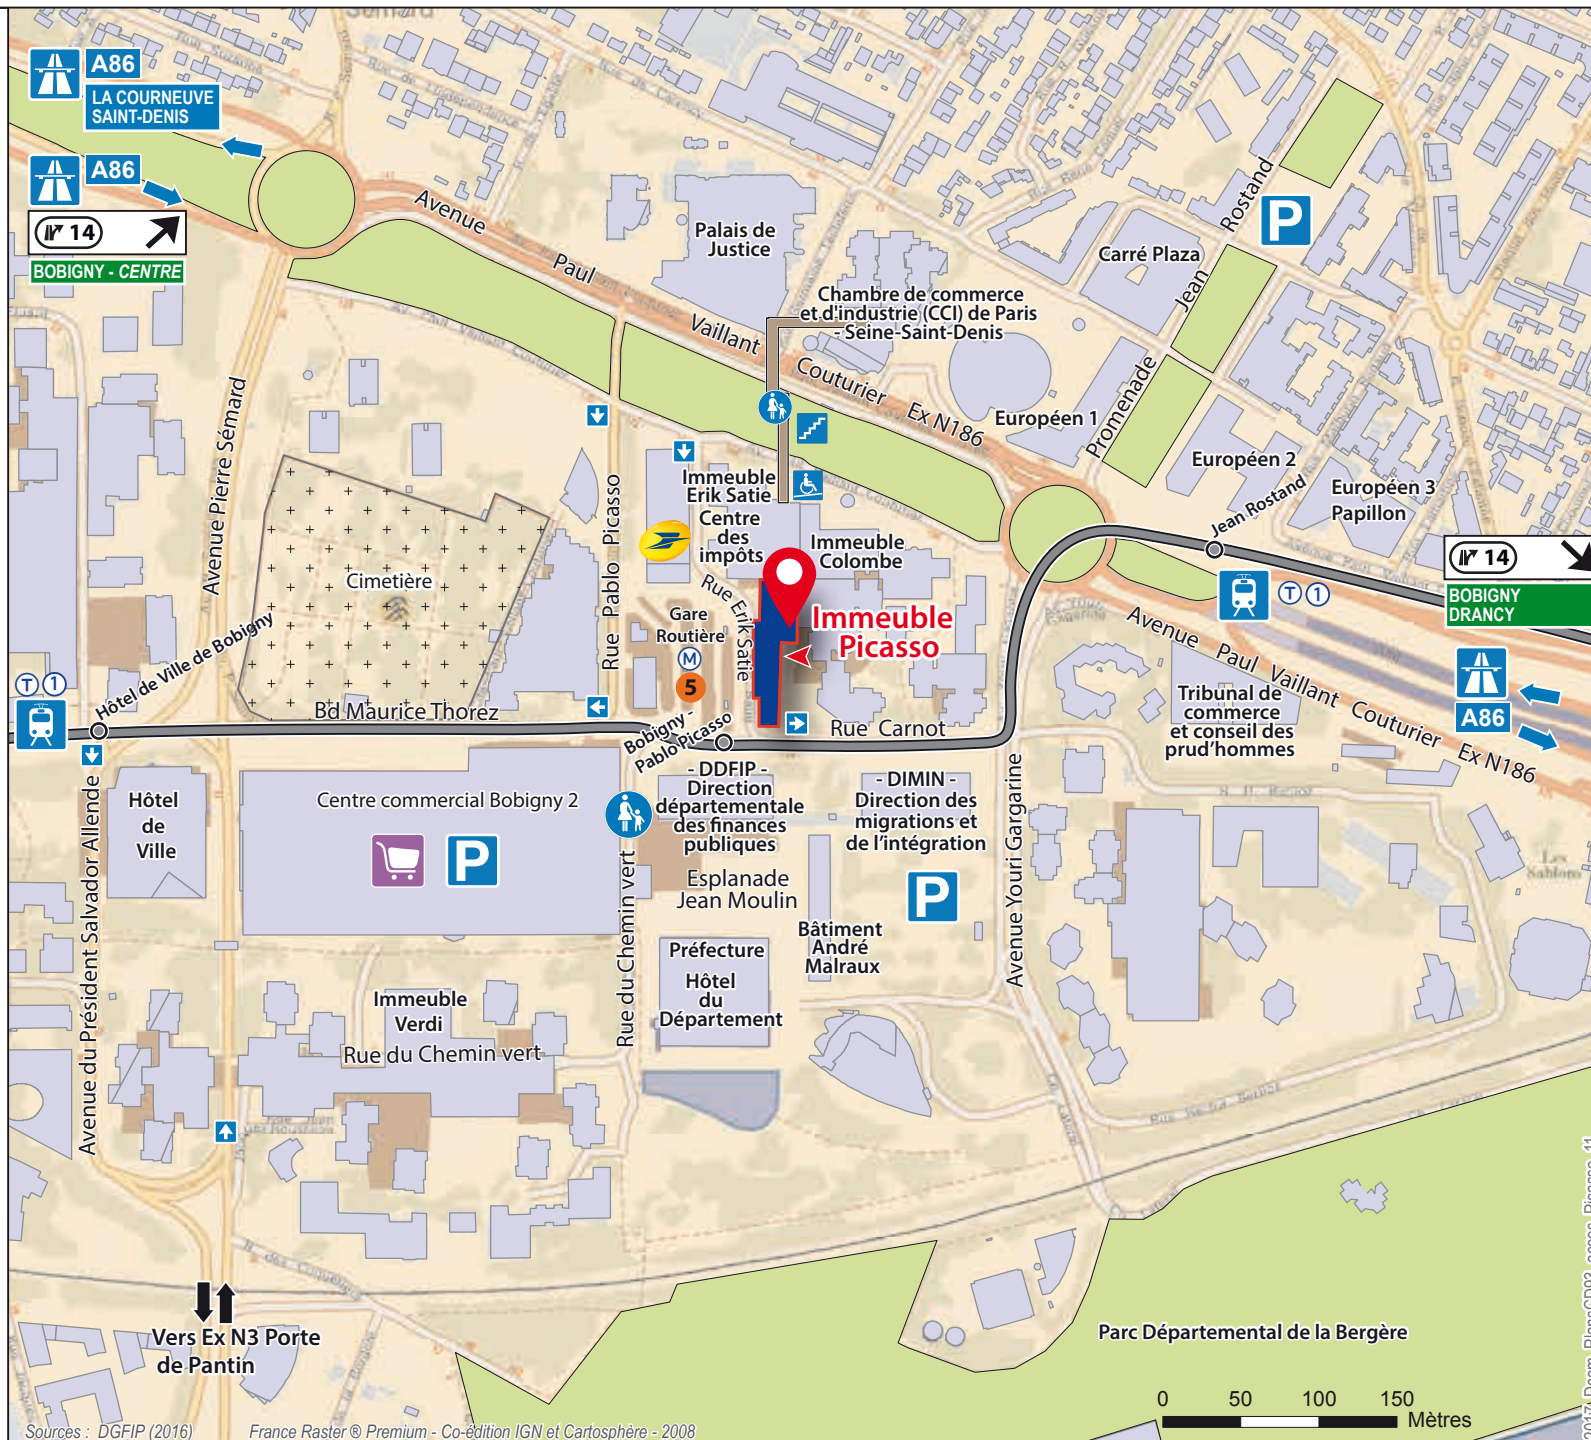 A86
LA COURNEUVE
SAINT-DENIS
A86
14
BOBIGNY - CENTRE
Avenue
Paul
Vaillant
Couturier
Ex N186
Palais de
Justice
Chambre de commerce
et d'industrie (CCI) de Paris
- Seine-Saint-Denis
Carré Plaza
Promenade
Jean
Rostand
P
Européen 1
Européen 2
Européen 3
Papillon
Jean Rostand
14
BOBIGNY
DRANCY
T 1
Avenue Pierre Sémard
Cimetière
Rue Pablo Picasso
Immeuble
Erik Satie
Centre
des
impôts
Immeuble
Colombe
Rue Erik Satie
Gare
Routière
M
5
Immeuble
Picasso
Avenue Paul Vaillant Couturier Ex N186
A86
Tribunal de
commerce
et conseil des
prud'hommes
T 1
Hôtel de Ville de Bobigny
Bd Maurice Thorez
Bobigny -
Pablo Picasso
Rue Carnot
Hôtel
de
Ville
Centre commercial Bobigny 2
P
- DDFIP -
Direction
départementale
des finances
publiques
- DIMIN -
Direction des
migrations et
de l'intégration
P
Esplanade
Jean Moulin
Avenue Youri Gargarine
Avenue du Président Salvador Allende
Rue du Chemin vert
Bâtiment
André
Malraux
Préfecture
Hôtel
du
Département
Immeuble
Verdi
Rue du Chemin vert
Les
Sablons
Vers Ex N3 Porte
de Pantin
Parc Départemental de la Bergère
0 50 100 150
Mètres
Sources : DGFIP (2016)
France Raster ® Premium - Co-édition IGN et Cartosphère - 2008